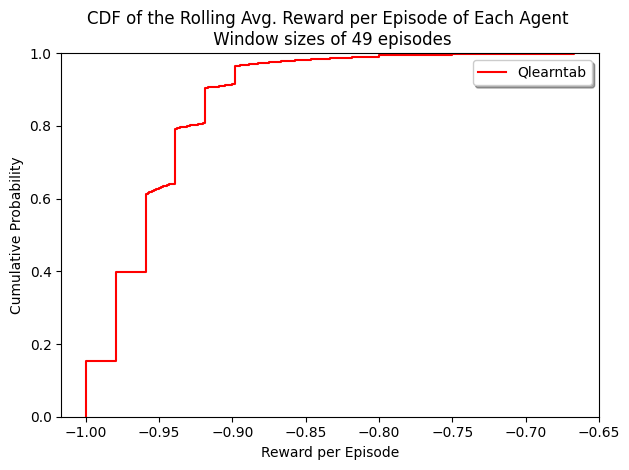 CDF of the Rolling Avg. Reward per Episode of Each Agent
Window sizes of 49 episodes
Qlearntab
Cumulative Probability
1.0
0.8
0.6
0.4
0.2
0.0
−1.00 −0.95 −0.90 −0.85 −0.80 −0.75 −0.70 −0.65
Reward per Episode